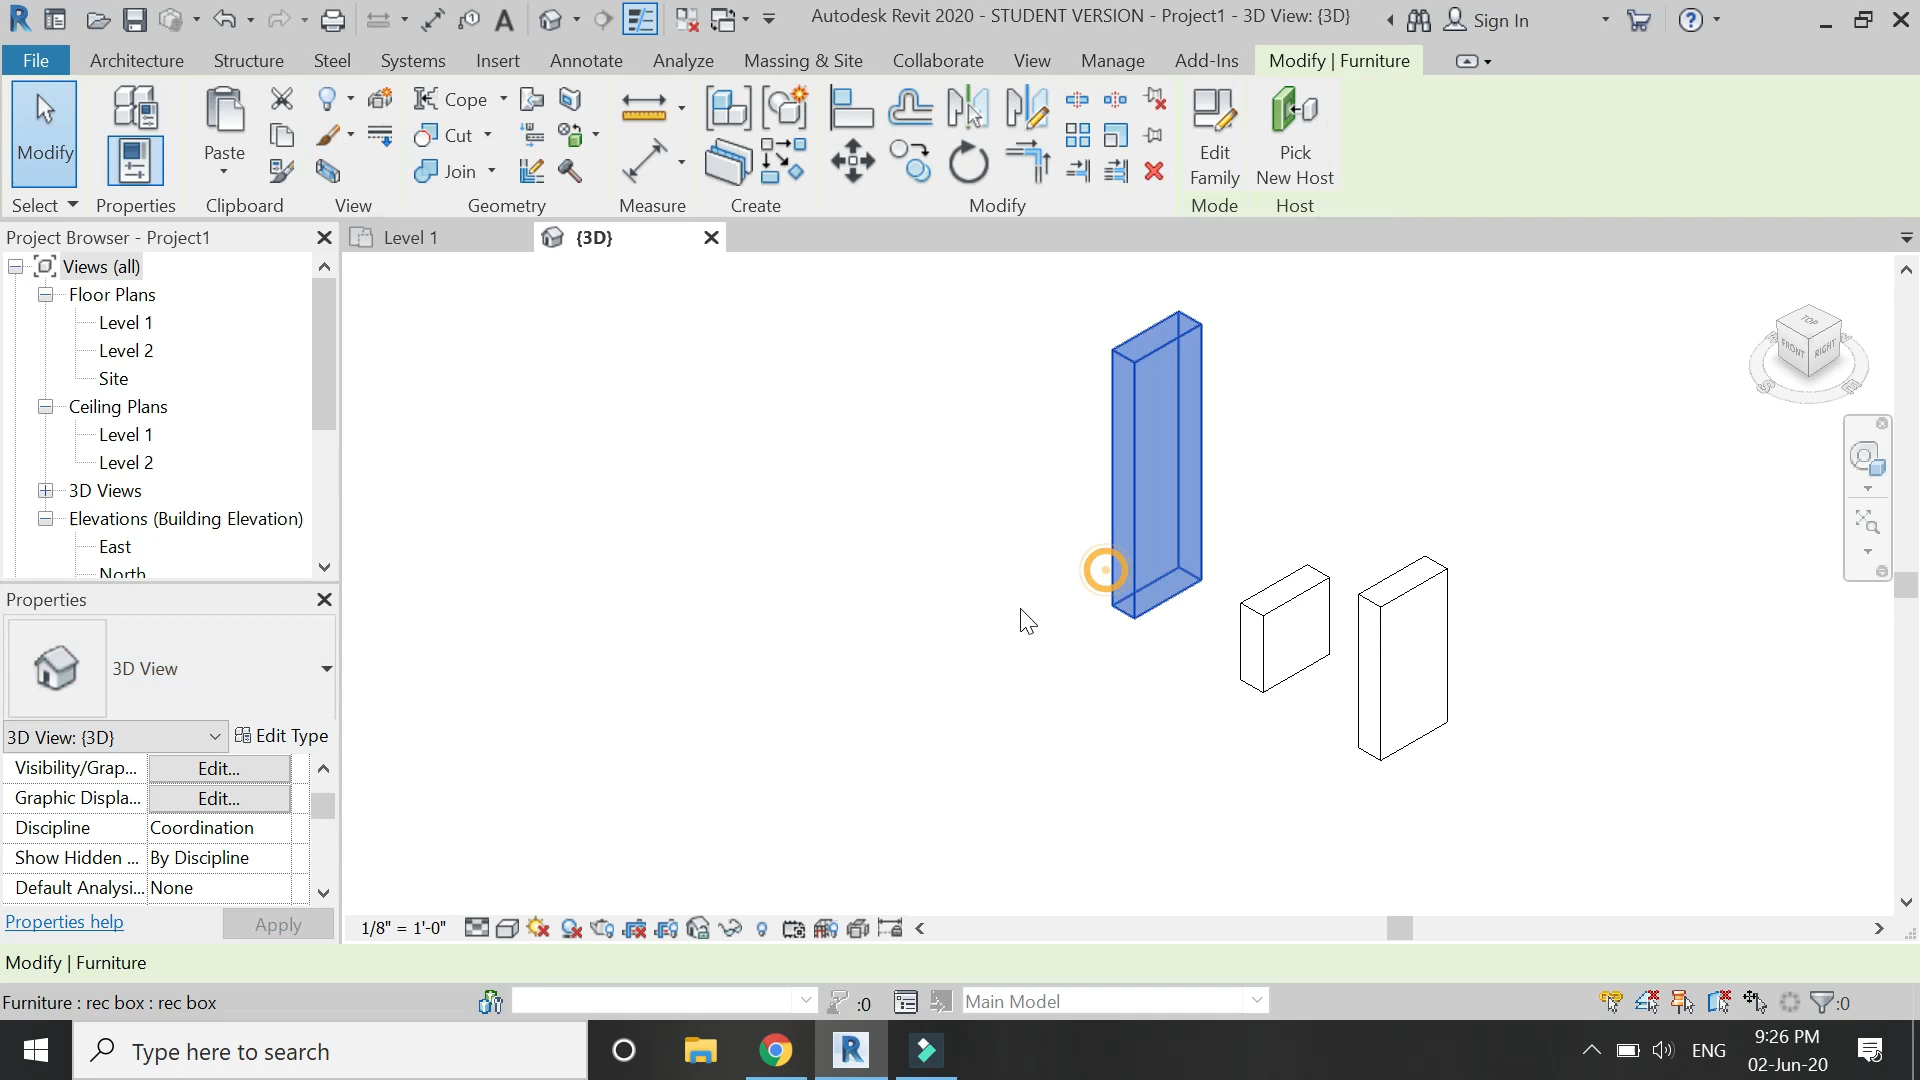 Autodesk Revit 2020 - STUDENT VERSION - Project1 - 3D View: {3D}
Sign In
File
Architecture
Structure
Steel
Systems
Insert
Annotate
Analyze
Massing & Site
Collaborate
View
Manage
Add-Ins
Modify | Furniture
Modify
Paste
Cope
Cut
Join
Edit
Family
Pick
New Host
Select
Properties
Clipboard
View
Geometry
Measure
Create
Modify
Mode
Host
Project Browser - Project1
Level 1
{3D}
Views (all)
Floor Plans
Level 1
Level 2
Site
Ceiling Plans
Level 1
Level 2
3D Views
Elevations (Building Elevation)
East
North
TOP
FRONT
RIGHT
S
E
Properties
3D View
3D View: {3D}
Edit Type
Visibility/Grap...
Edit...
Graphic Displa...
Edit...
Discipline
Coordination
Show Hidden ...
By Discipline
Default Analysi...
None
Properties help
Apply
1/8" = 1'-0"
Modify | Furniture
Furniture : rec box : rec box
:0
Main Model
:0
Type here to search
ENG
9:26 PM
02-Jun-20